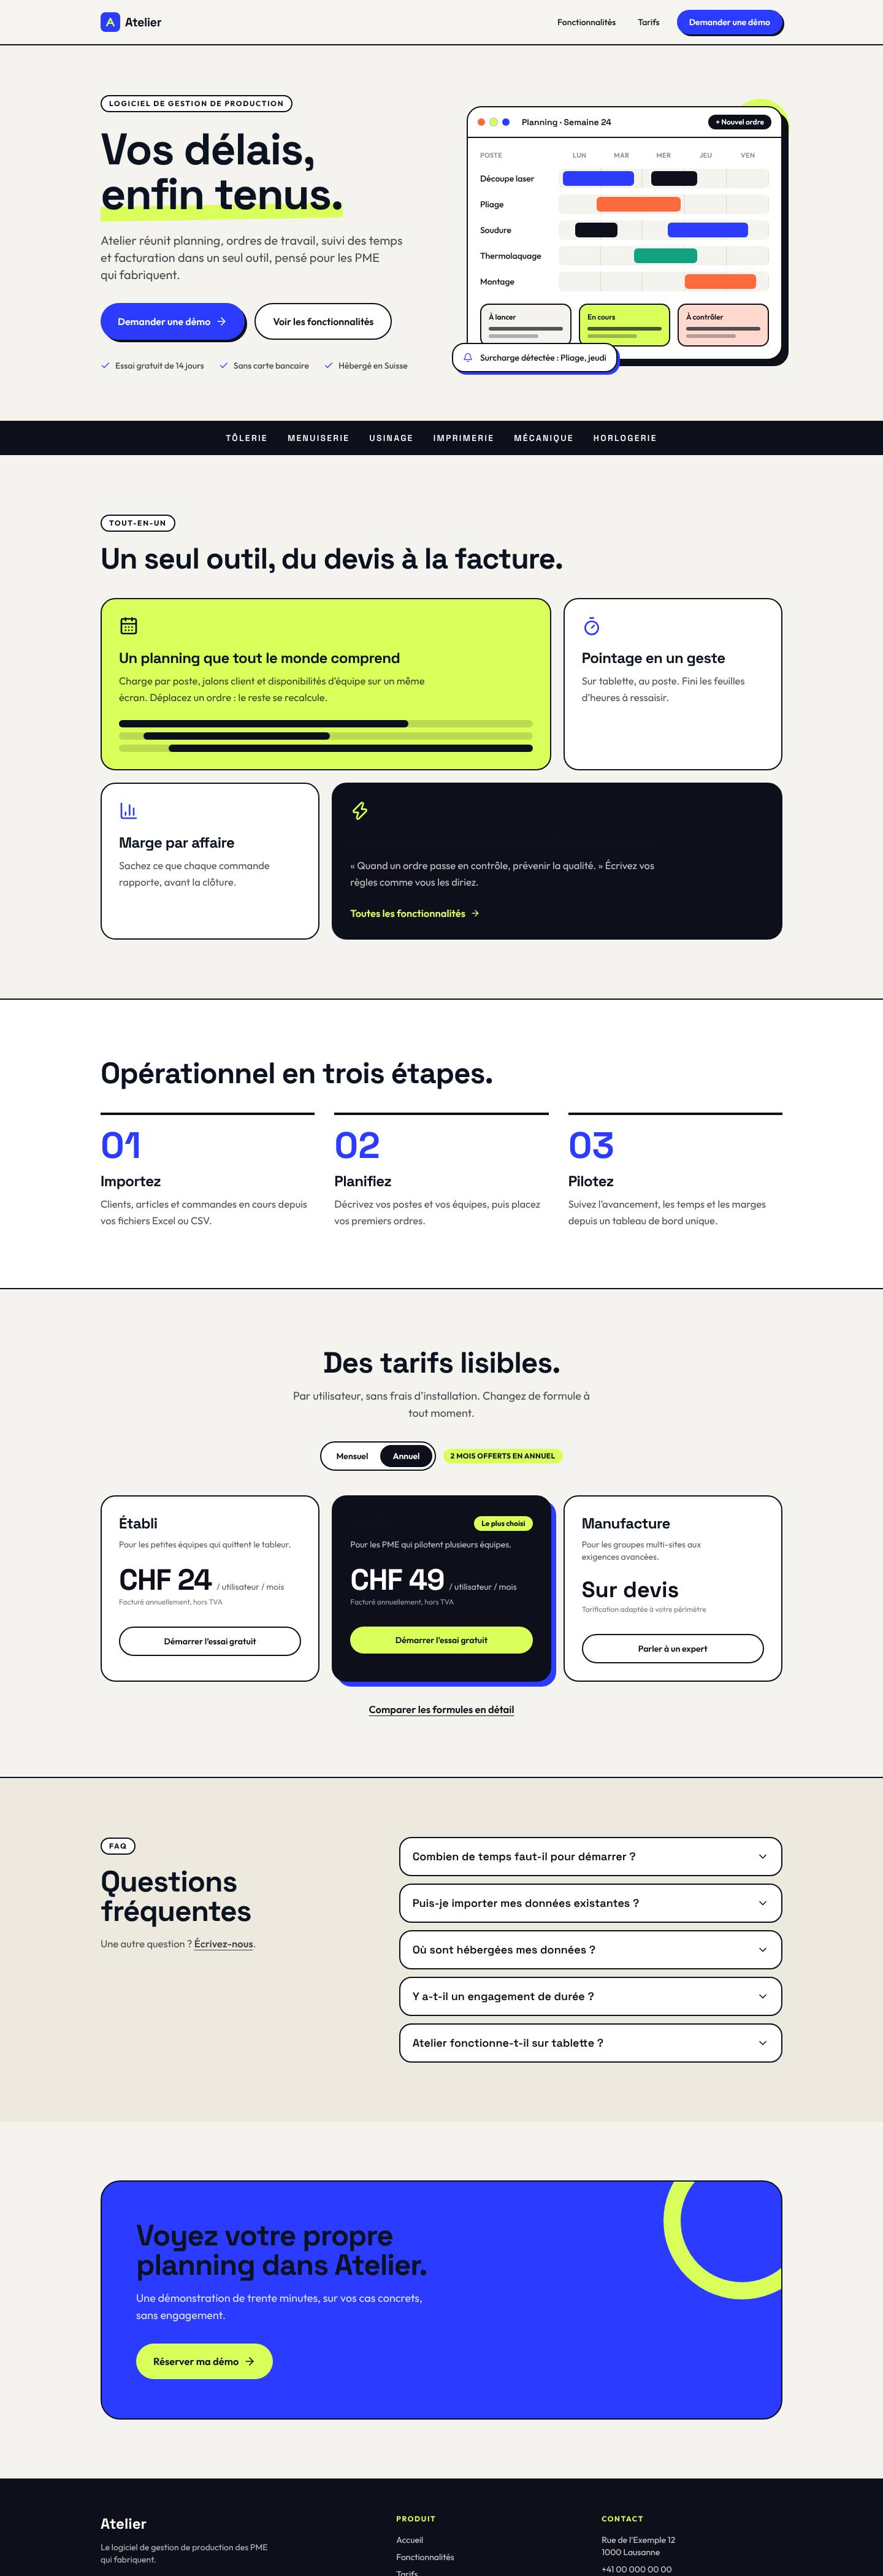 Atelier
Fonctionnalités
Tarifs
Demander une démo
LOGICIEL DE GESTION DE PRODUCTION
Vos délais,
enfin tenus.
Atelier réunit planning, ordres de travail, suivi des temps
et facturation dans un seul outil, pensé pour les PME
qui fabriquent.
Demander une démo
Voir les fonctionnalités
Essai gratuit de 14 jours
Sans carte bancaire
Hébergé en Suisse
Planning · Semaine 24
+ Nouvel ordre
POSTE LUN MAR MER JEU VEN
Découpe laser
Pliage
Soudure
Thermolaquage
Montage
À lancer
En cours
À contrôler
Surcharge détectée : Pliage, jeudi
TÔLERIE MENUISERIE USINAGE IMPRIMERIE MÉCANIQUE HORLOGERIE
TOUT-EN-UN
Un seul outil, du devis à la facture.
Un planning que tout le monde comprend
Charge par poste, jalons client et disponibilités d’équipe sur un même
écran. Déplacez un ordre : le reste se recalcule.
Pointage en un geste
Sur tablette, au poste. Fini les feuilles
d’heures à ressaisir.
Marge par affaire
Sachez ce que chaque commande
rapporte, avant la clôture.
« Quand un ordre passe en contrôle, prévenir la qualité. » Écrivez vos
règles comme vous les diriez.
Toutes les fonctionnalités
Opérationnel en trois étapes.
01
Importez
Clients, articles et commandes en cours depuis
vos fichiers Excel ou CSV.
02
Planifiez
Décrivez vos postes et vos équipes, puis placez
vos premiers ordres.
03
Pilotez
Suivez l’avancement, les temps et les marges
depuis un tableau de bord unique.
Des tarifs lisibles.
Par utilisateur, sans frais d’installation. Changez de formule à
tout moment.
Mensuel
Annuel
2 MOIS OFFERTS EN ANNUEL
Établi
Pour les petites équipes qui quittent le tableur.
CHF 24 / utilisateur / mois
Facturé annuellement, hors TVA
Démarrer l’essai gratuit
Le plus choisi
Pour les PME qui pilotent plusieurs équipes.
CHF 49 / utilisateur / mois
Facturé annuellement, hors TVA
Démarrer l’essai gratuit
Manufacture
Pour les groupes multi-sites aux
exigences avancées.
Sur devis
Tarification adaptée à votre périmètre
Parler à un expert
Comparer les formules en détail
FAQ
Questions
fréquentes
Une autre question ? Écrivez-nous.
Combien de temps faut-il pour démarrer ?
Puis-je importer mes données existantes ?
Où sont hébergées mes données ?
Y a-t-il un engagement de durée ?
Atelier fonctionne-t-il sur tablette ?
Voyez votre propre
planning dans Atelier.
Une démonstration de trente minutes, sur vos cas concrets,
sans engagement.
Réserver ma démo
Atelier
Le logiciel de gestion de production des PME
qui fabriquent.
PRODUIT
Accueil
Fonctionnalités
Tarifs
CONTACT
Rue de l’Exemple 12
1000 Lausanne
+41 00 000 00 00